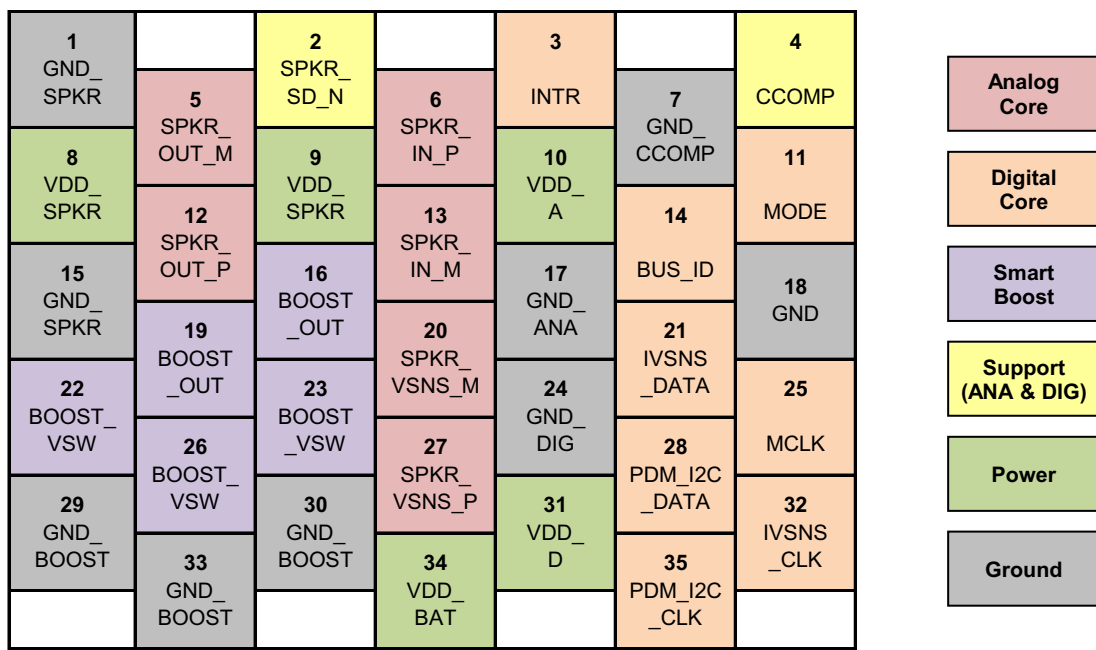 1
GND_
SPKR
2
SPKR_
SD_N
3
INTR
4
CCOMP
5
SPKR_
OUT_M
6
SPKR_
IN_P
7
GND_
CCOMP
8
VDD_
SPKR
9
VDD_
SPKR
10
VDD_
A
11
MODE
12
SPKR_
OUT_P
13
SPKR_
IN_M
14
BUS_ID
15
GND_
SPKR
16
BOOST
_OUT
17
GND_
ANA
18
GND
19
BOOST
_OUT
20
SPKR_
VSNS_M
21
IVSNS
_DATA
22
BOOST_
VSW
23
BOOST
_VSW
24
GND_
DIG
25
MCLK
26
BOOST_
VSW
27
SPKR_
VSNS_P
28
PDM_I2C
_DATA
29
GND_
BOOST
30
GND_
BOOST
31
VDD_
D
32
IVSNS
_CLK
33
GND_
BOOST
34
VDD_
BAT
35
PDM_I2C
_CLK
Analog
Core
Digital
Core
Smart
Boost
Support
(ANA & DIG)
Power
Ground